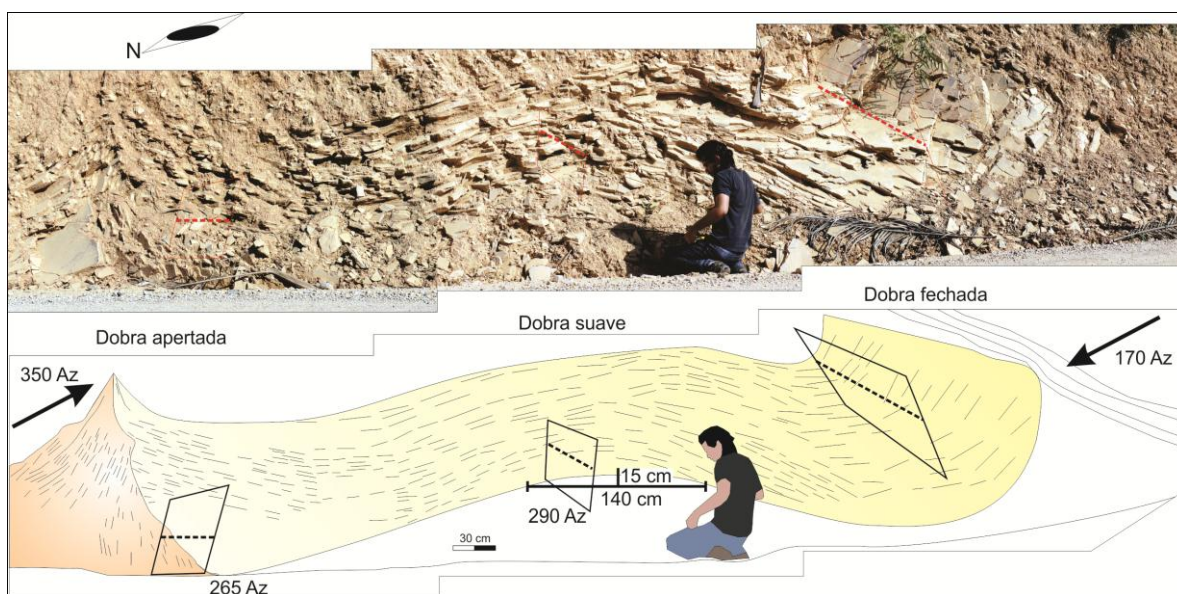 N
Dobra apertada
Dobra suave
Dobra fechada
350 Az
170 Az
15 cm
140 cm
290 Az
30 cm
265 Az